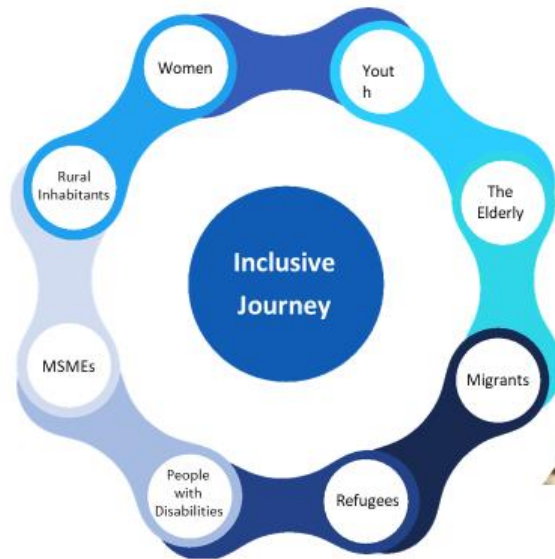 Women
Yout
h
Rural
Inhabitants
The
Elderly
Inclusive
Journey
MSMEs
Migrants
People
with
Disabilities
Refugees